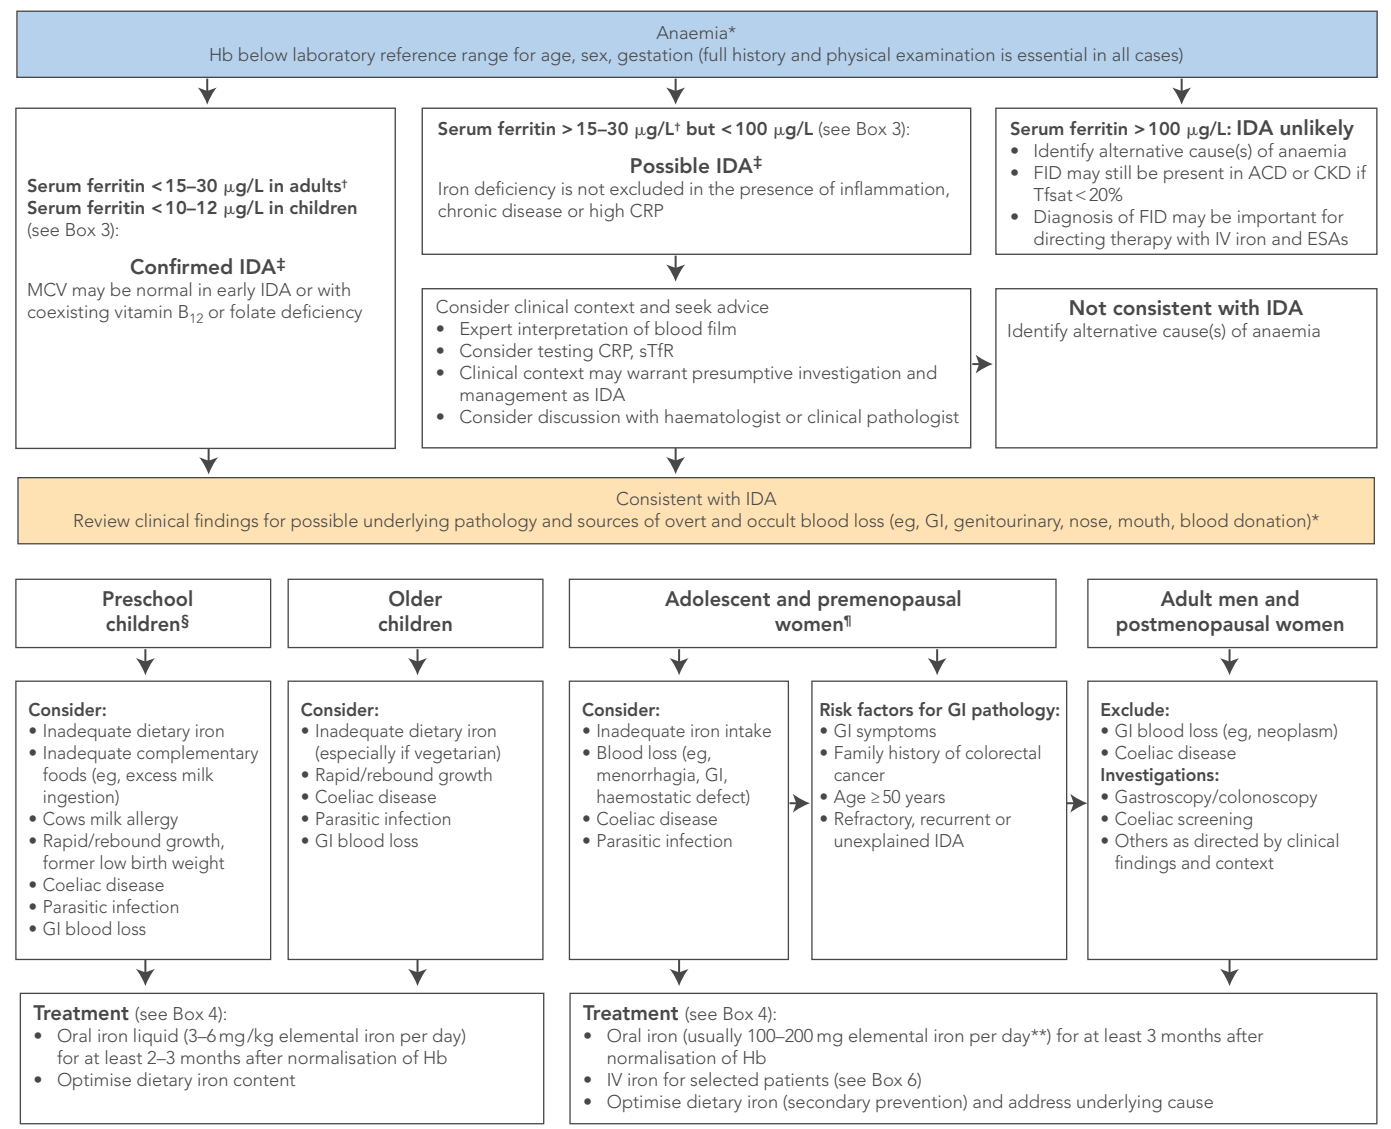 Anaemia*
Hb below laboratory reference range for age, sex, gestation (full history and physical examination is essential in all cases)
Serum ferritin <15–30 µg/L in adults†
Serum ferritin <10–12 µg/L in children
(see Box 3):
Confirmed IDA‡
MCV may be normal in early IDA or with
coexisting vitamin B12 or folate deficiency
Serum ferritin >15–30 µg/L† but <100 µg/L (see Box 3):
Possible IDA‡
Iron deficiency is not excluded in the presence of inflammation,
chronic disease or high CRP
Serum ferritin >100 µg/L: IDA unlikely
• Identify alternative cause(s) of anaemia
• FID may still be present in ACD or CKD if
Tfsat<20%
• Diagnosis of FID may be important for
directing therapy with IV iron and ESAs
Consider clinical context and seek advice
• Expert interpretation of blood film
• Consider testing CRP, sTfR
• Clinical context may warrant presumptive investigation and
management as IDA
• Consider discussion with haematologist or clinical pathologist
Not consistent with IDA
Identify alternative cause(s) of anaemia
Consistent with IDA
Review clinical findings for possible underlying pathology and sources of overt and occult blood loss (eg, GI, genitourinary, nose, mouth, blood donation)*
Preschool
children§
Consider:
• Inadequate dietary iron
• Inadequate complementary
foods (eg, excess milk
ingestion)
• Cows milk allergy
• Rapid/rebound growth,
former low birth weight
• Coeliac disease
• Parasitic infection
• GI blood loss
Older
children
Consider:
• Inadequate dietary iron
(especially if vegetarian)
• Rapid/rebound growth
• Coeliac disease
• Parasitic infection
• GI blood loss
Adolescent and premenopausal
women¶
Consider:
• Inadequate iron intake
• Blood loss (eg,
menorrhagia, GI,
haemostatic defect)
• Coeliac disease
• Parasitic infection
Risk factors for GI pathology:
• GI symptoms
• Family history of colorectal
cancer
• Age ≥50 years
• Refractory, recurrent or
unexplained IDA
Adult men and
postmenopausal women
Exclude:
• GI blood loss (eg, neoplasm)
• Coeliac disease
Investigations:
• Gastroscopy/colonoscopy
• Coeliac screening
• Others as directed by clinical
findings and context
Treatment (see Box 4):
• Oral iron liquid (3–6 mg/kg elemental iron per day)
for at least 2–3 months after normalisation of Hb
• Optimise dietary iron content
Treatment (see Box 4):
• Oral iron (usually 100–200 mg elemental iron per day**) for at least 3 months after
normalisation of Hb
• IV iron for selected patients (see Box 6)
• Optimise dietary iron (secondary prevention) and address underlying cause